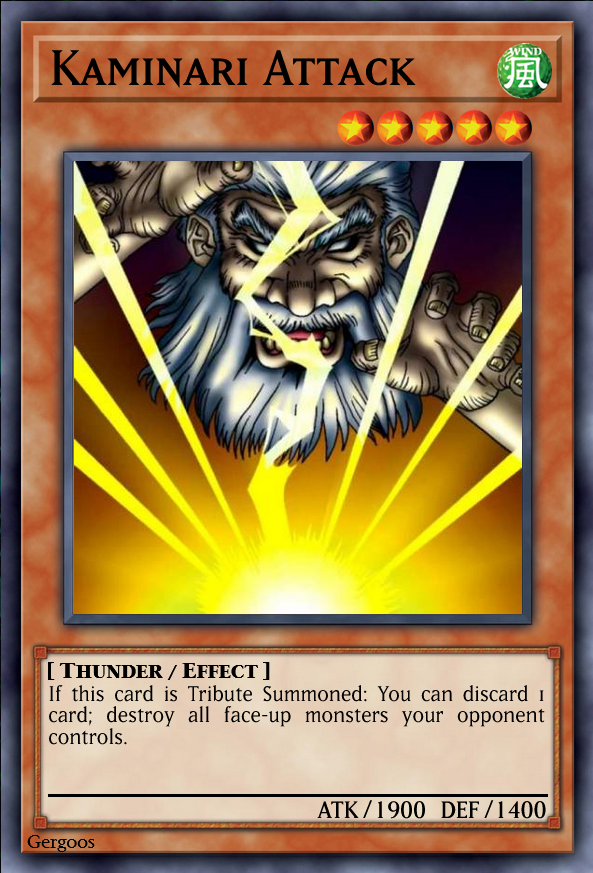 Kaminari Attack
WIND
風
[ Thunder / Effect ]
If this card is Tribute Summoned: You can discard 1
card; destroy all face-up monsters your opponent
controls.
ATK/1900 DEF/1400
Gergoos